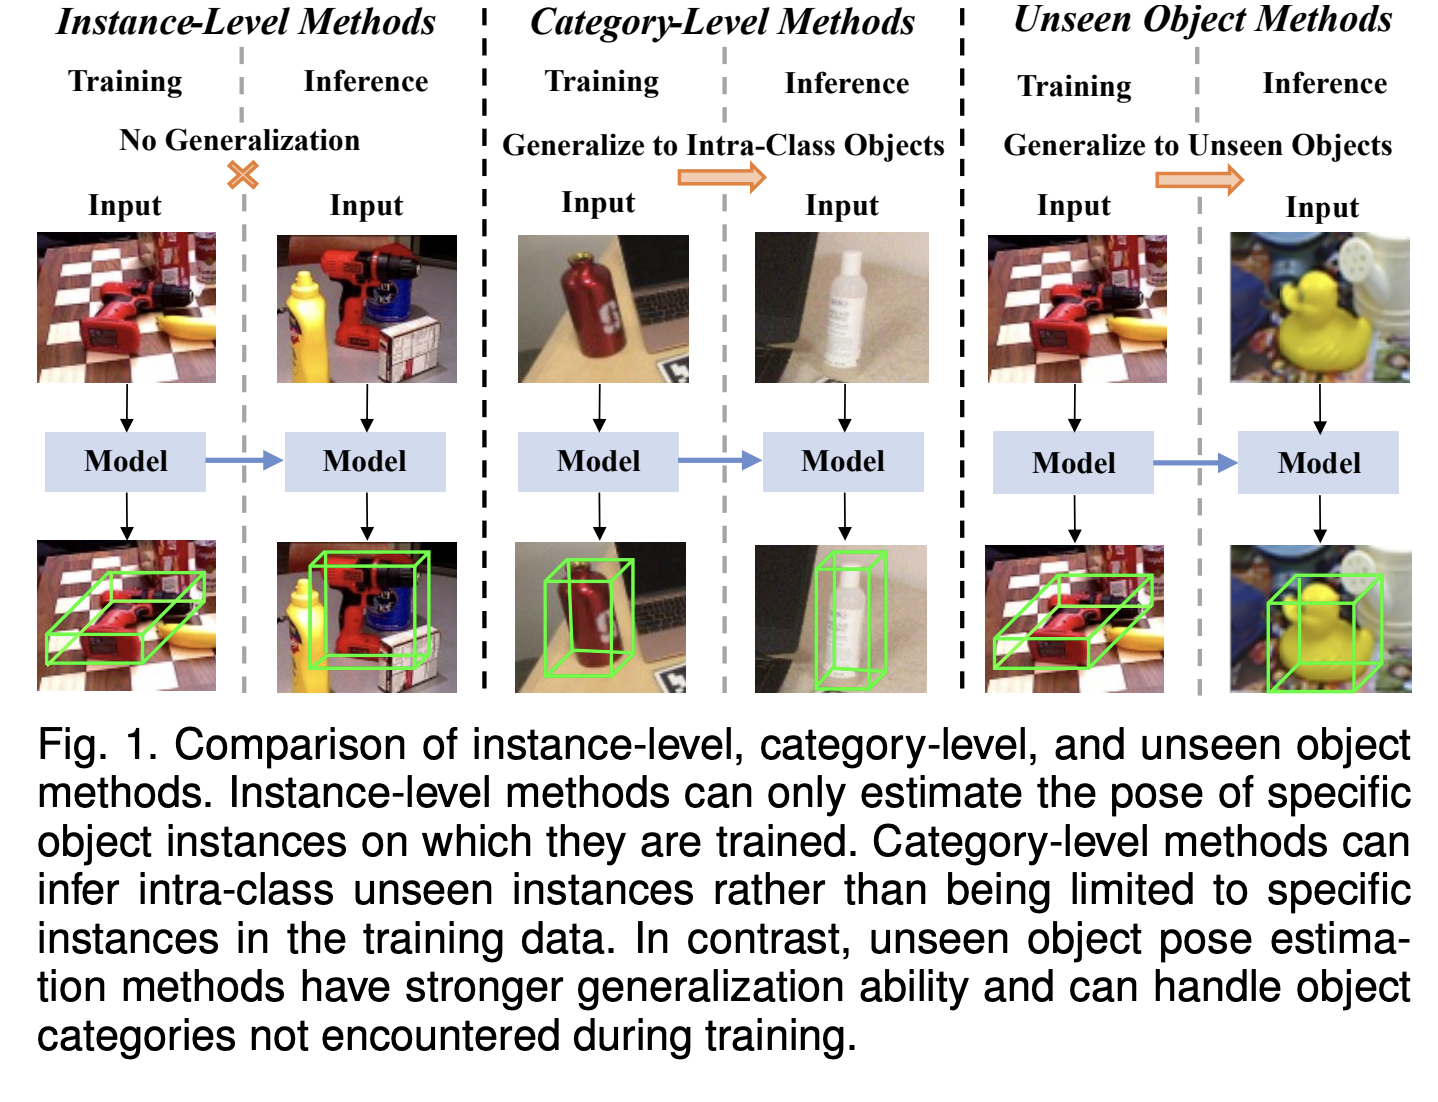 Instance-Level Methods
Training
Inference
No Generalization
Input
Input
Model
Model
Category-Level Methods
Training
Inference
Generalize to Intra-Class Objects
Input
Input
Model
Model
Unseen Object Methods
Training
Inference
Generalize to Unseen Objects
Input
Input
Model
Model
Fig. 1. Comparison of instance-level, category-level, and unseen object
methods. Instance-level methods can only estimate the pose of specific
object instances on which they are trained. Category-level methods can
infer intra-class unseen instances rather than being limited to specific
instances in the training data. In contrast, unseen object pose estima-
tion methods have stronger generalization ability and can handle object
categories not encountered during training.